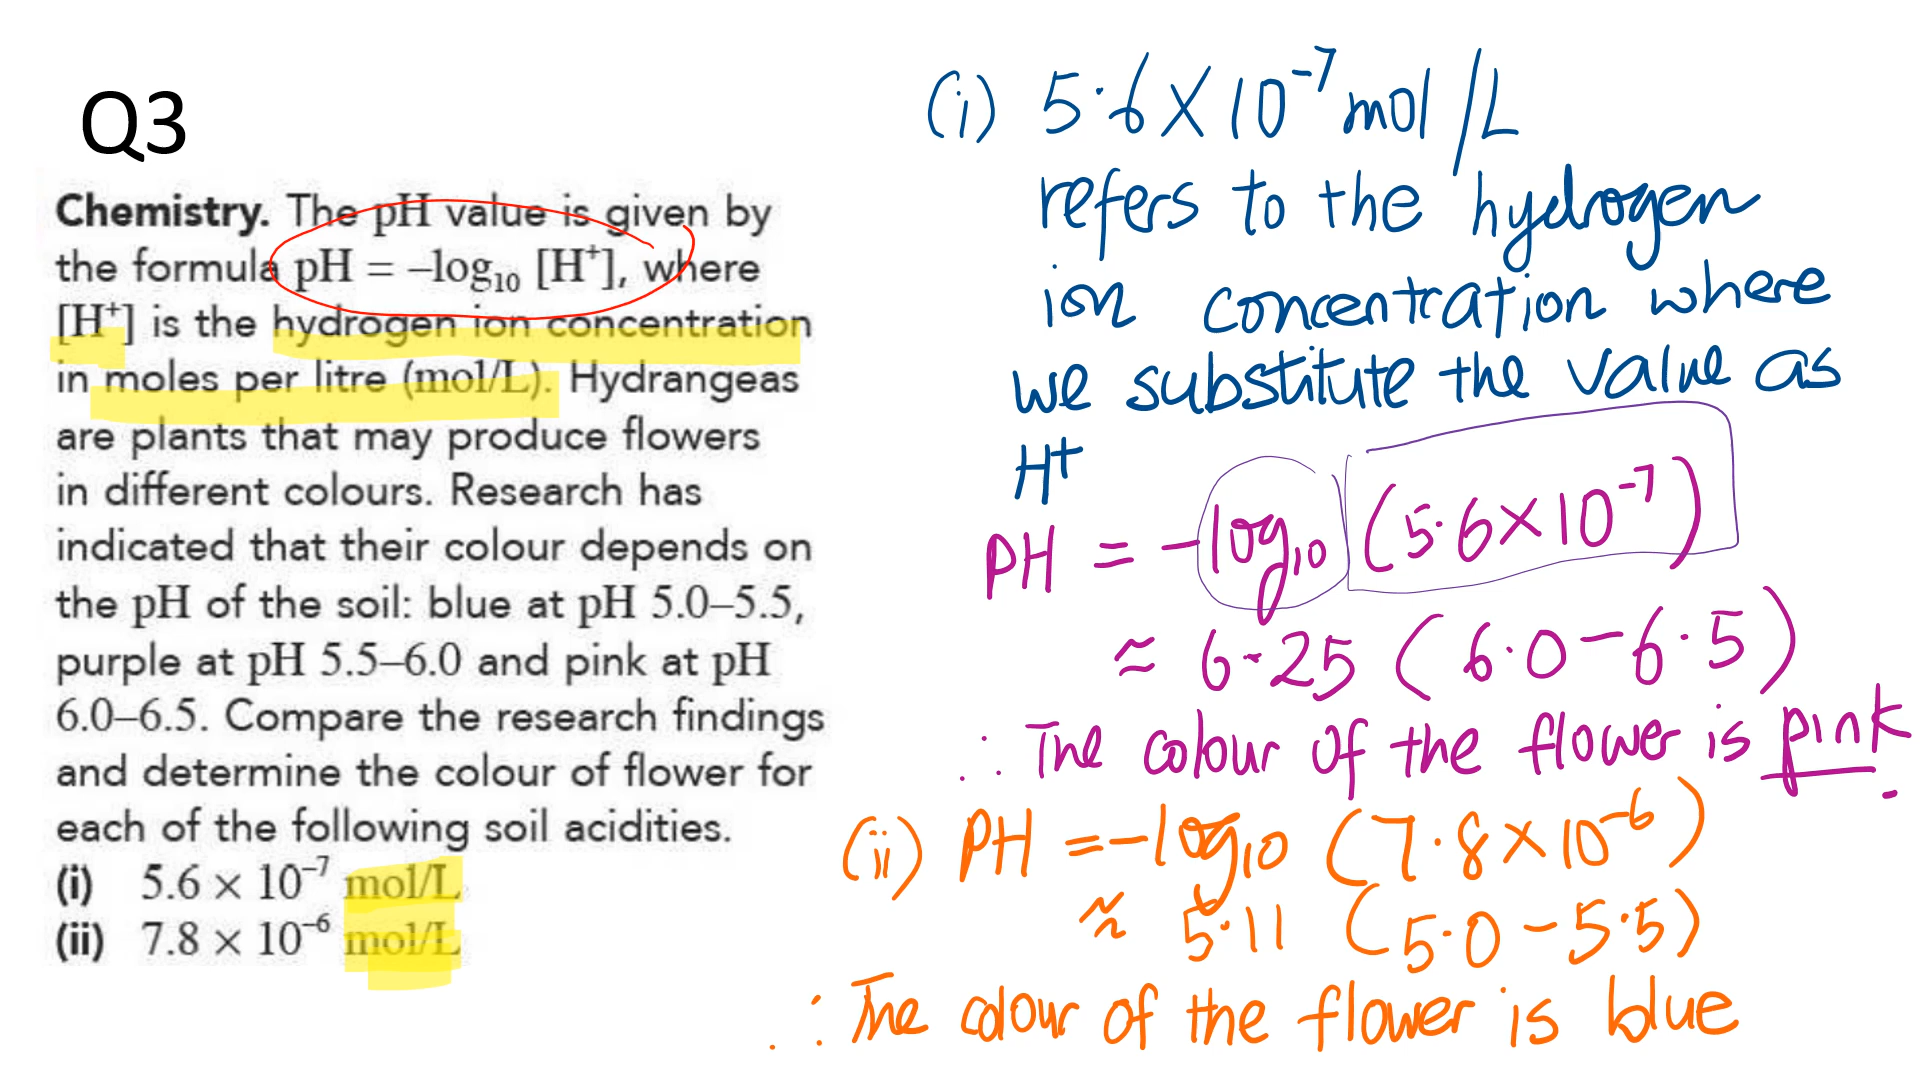 Q3
Chemistry. The pH value is given by
the formula pH = –log₁₀ [H⁺], where
[H⁺] is the hydrogen ion concentration
in moles per litre (mol/L). Hydrangeas
are plants that may produce flowers
in different colours. Research has
indicated that their colour depends on
the pH of the soil: blue at pH 5.0–5.5,
purple at pH 5.5–6.0 and pink at pH
6.0–6.5. Compare the research findings
and determine the colour of flower for
each of the following soil acidities.
(i) 5.6 × 10⁻⁷ mol/L
(ii) 7.8 × 10⁻⁶ mol/L
(i) 5.6 × 10⁻⁷ mol/L
refers to the hydrogen
ion concentration where
we substitute the value as
H⁺
PH = -log₁₀ (5.6×10⁻⁷)
≈ 6.25 (6.0-6.5)
∴ The colour of the flower is pink.
(ii) PH = -log₁₀ (7.8×10⁻⁶)
≈ 5.11 (5.0-5.5)
∴ The colour of the flower is blue